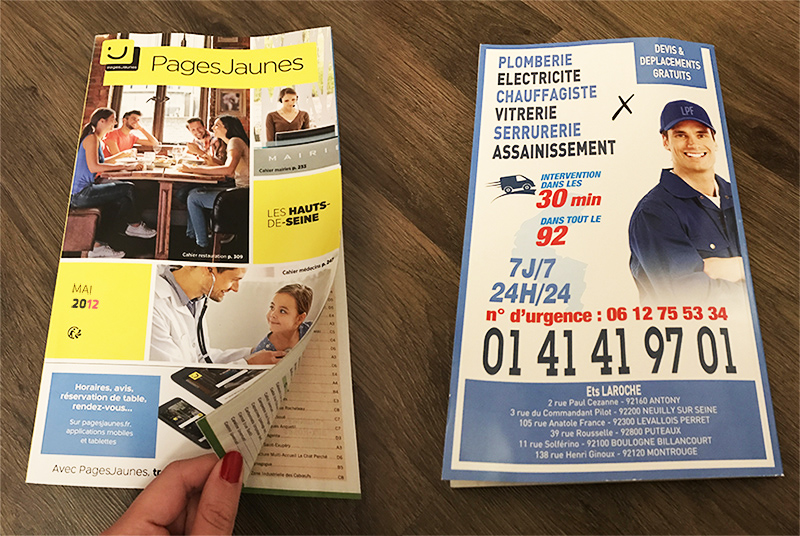 PagesJaunes
PagesJaunes
MAIRIE
Cahier mairies p. 253
LES HAUTS-
DE-SEINE
Cahier restauration p. 309
Cahier médecins p. 347
MAI
2012
Horaires, avis,
réservation de table,
rendez-vous...
Sur pagesjaunes.fr,
applications mobiles
et tablettes
Avec PagesJaunes,
PLOMBERIE
ELECTRICITE
CHAUFFAGISTE
VITRERIE
SERRURERIE
ASSAINISSEMENT
X
DEVIS &
DEPLACEMENTS
GRATUITS
LPF
INTERVENTION
DANS LES
30 min
DANS TOUT LE
92
7J/7
24H/24
n° d'urgence : 06 12 75 53 34
01 41 41 97 01
Ets LAROCHE
2 rue Paul Cezanne - 92160 ANTONY
3 rue du Commandant Pilot - 92200 NEUILLY SUR SEINE
105 rue Anatole France - 92300 LEVALLOIS PERRET
39 rue Rousselle - 92800 PUTEAUX
11 rue Solférino - 92100 BOULOGNE BILLANCOURT
138 rue Henri Ginoux - 92120 MONTROUGE